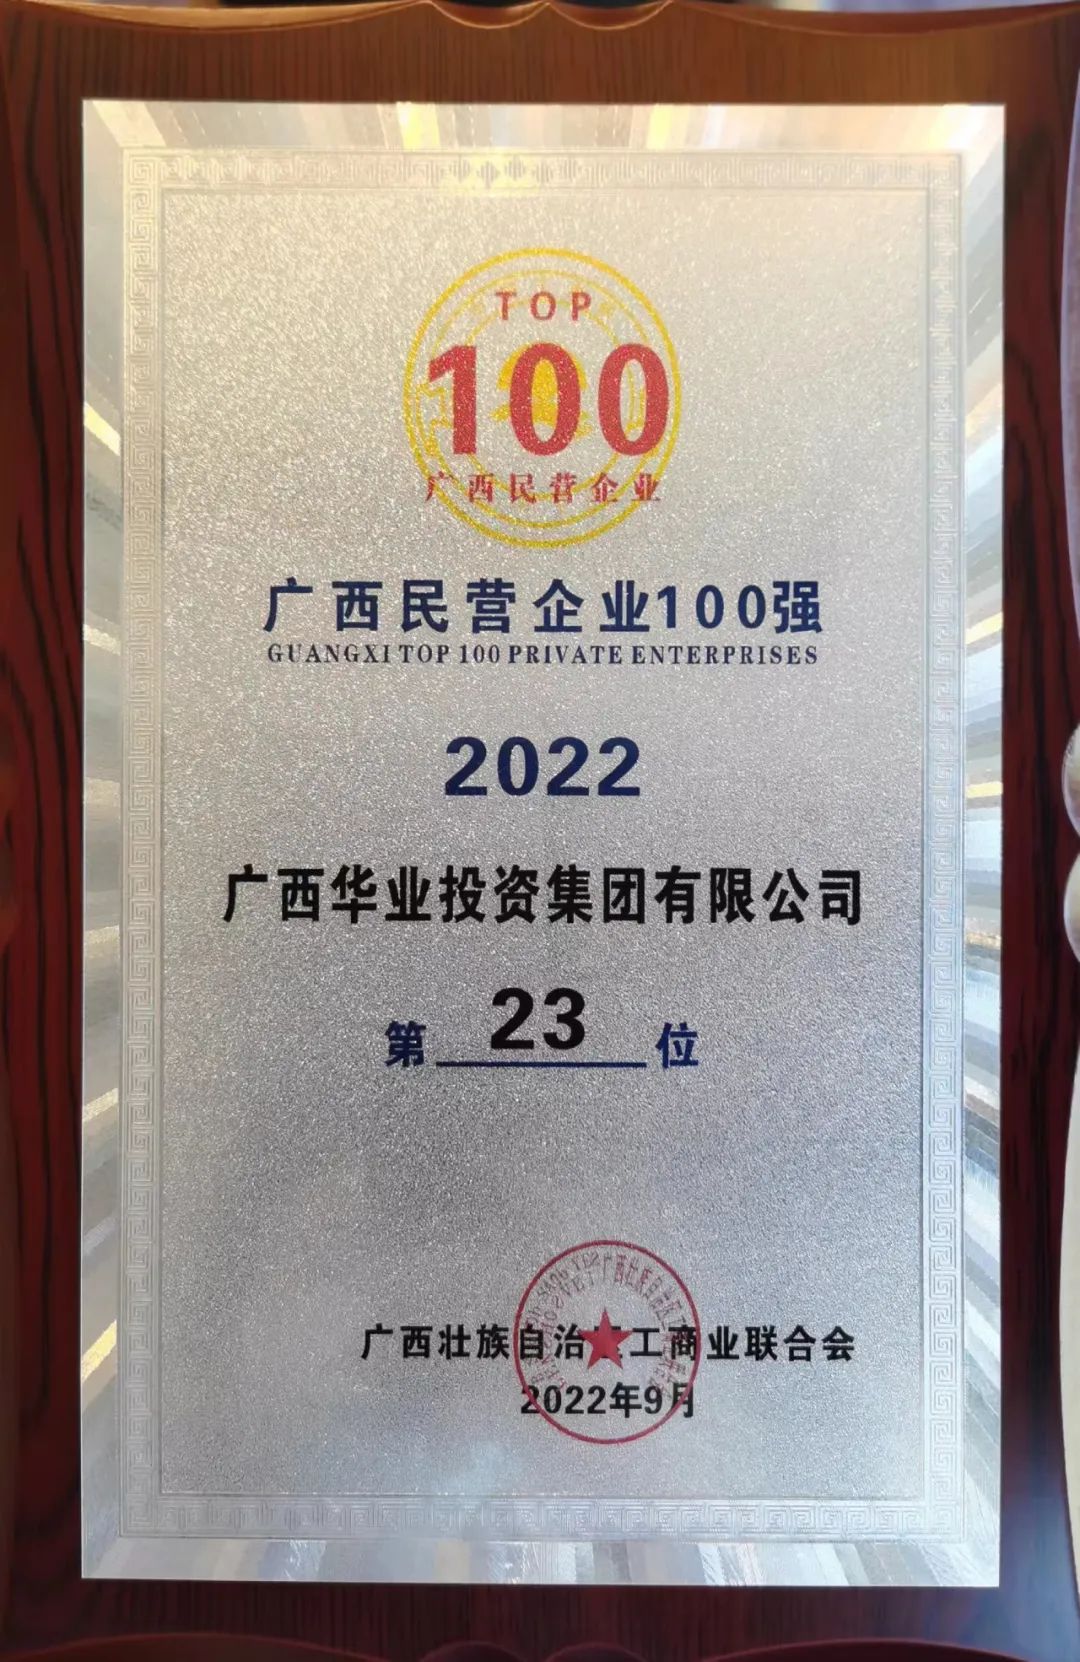 TOP
100
广西民营企业
广西民营企业100强
GUANGXI TOP 100 PRIVATE ENTERPRISES
2022
广西华业投资集团有限公司
第 23 位
广西壮族自治区工商业联合会
2022年9月